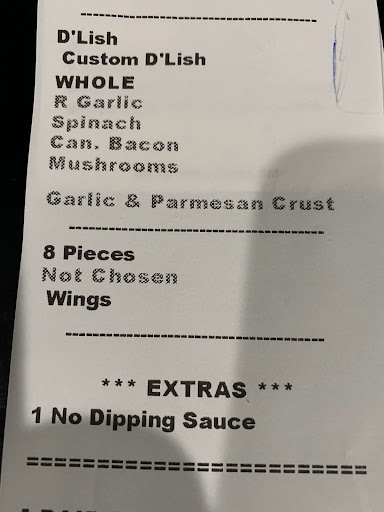 ------------------------------------
D'Lish
Custom D'Lish
WHOLE
R Garlic
Spinach
Can. Bacon
Mushrooms
Garlic & Parmesan Crust
------------------------------------
8 Pieces
Not Chosen
Wings
------------------------------------
*** EXTRAS ***
1 No Dipping Sauce
==========================